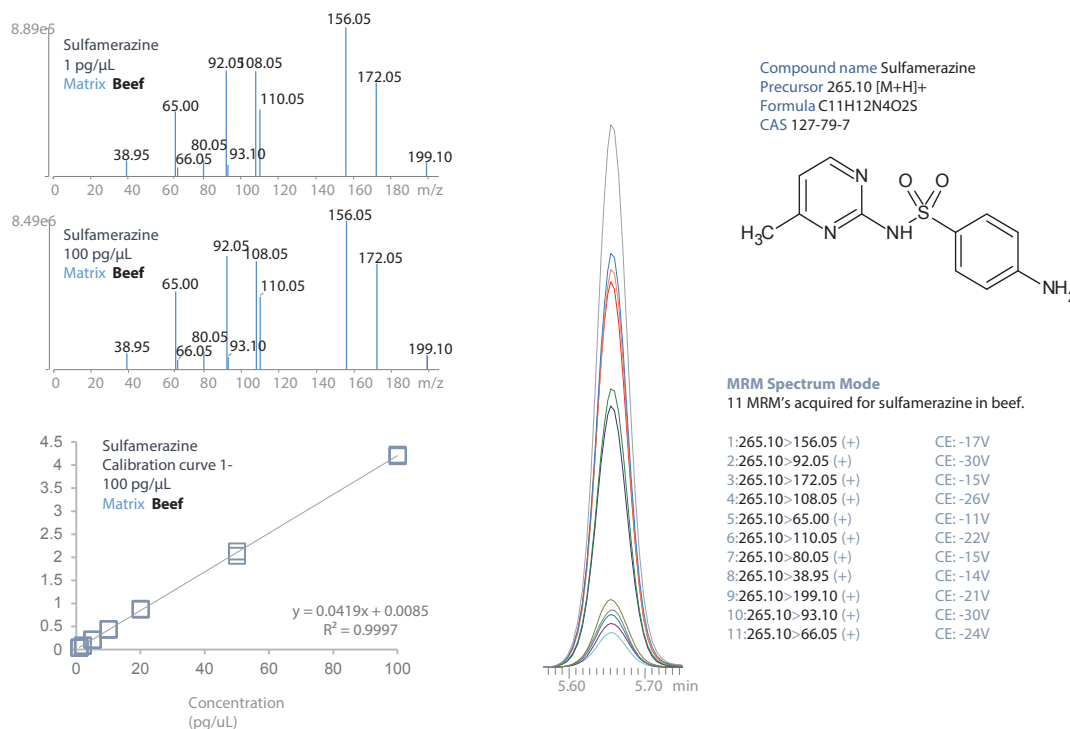 8.89e5
Sulfamerazine
1 pg/µL
Matrix Beef
38.95
65.00
66.05
80.05
92.05
93.10
108.05
110.05
156.05
172.05
199.10
0 20 40 60 80 100 120 140 160 180 m/z
8.49e6
Sulfamerazine
100 pg/µL
Matrix Beef
38.95
65.00
66.05
80.05
92.05
93.10
108.05
110.05
156.05
172.05
199.10
0 20 40 60 80 100 120 140 160 180 m/z
Sulfamerazine
Calibration curve 1-
100 pg/µL
Matrix Beef
4.5
4
3.5
3
2.5
2
1.5
1
0.5
0
y = 0.0419x + 0.0085
R² = 0.9997
0 20 40 60 80 100
Concentration
(pg/uL)
5.60 5.70 min
Compound name Sulfamerazine
Precursor 265.10 [M+H]+
Formula C11H12N4O2S
CAS 127-79-7
N
O O
S
H₃C
N
NH
NH₂
MRM Spectrum Mode
11 MRM's acquired for sulfamerazine in beef.
1:265.10>156.05 (+) CE: -17V
2:265.10>92.05 (+) CE: -30V
3:265.10>172.05 (+) CE: -15V
4:265.10>108.05 (+) CE: -26V
5:265.10>65.00 (+) CE: -11V
6:265.10>110.05 (+) CE: -22V
7:265.10>80.05 (+) CE: -15V
8:265.10>38.95 (+) CE: -14V
9:265.10>199.10 (+) CE: -21V
10:265.10>93.10 (+) CE: -30V
11:265.10>66.05 (+) CE: -24V